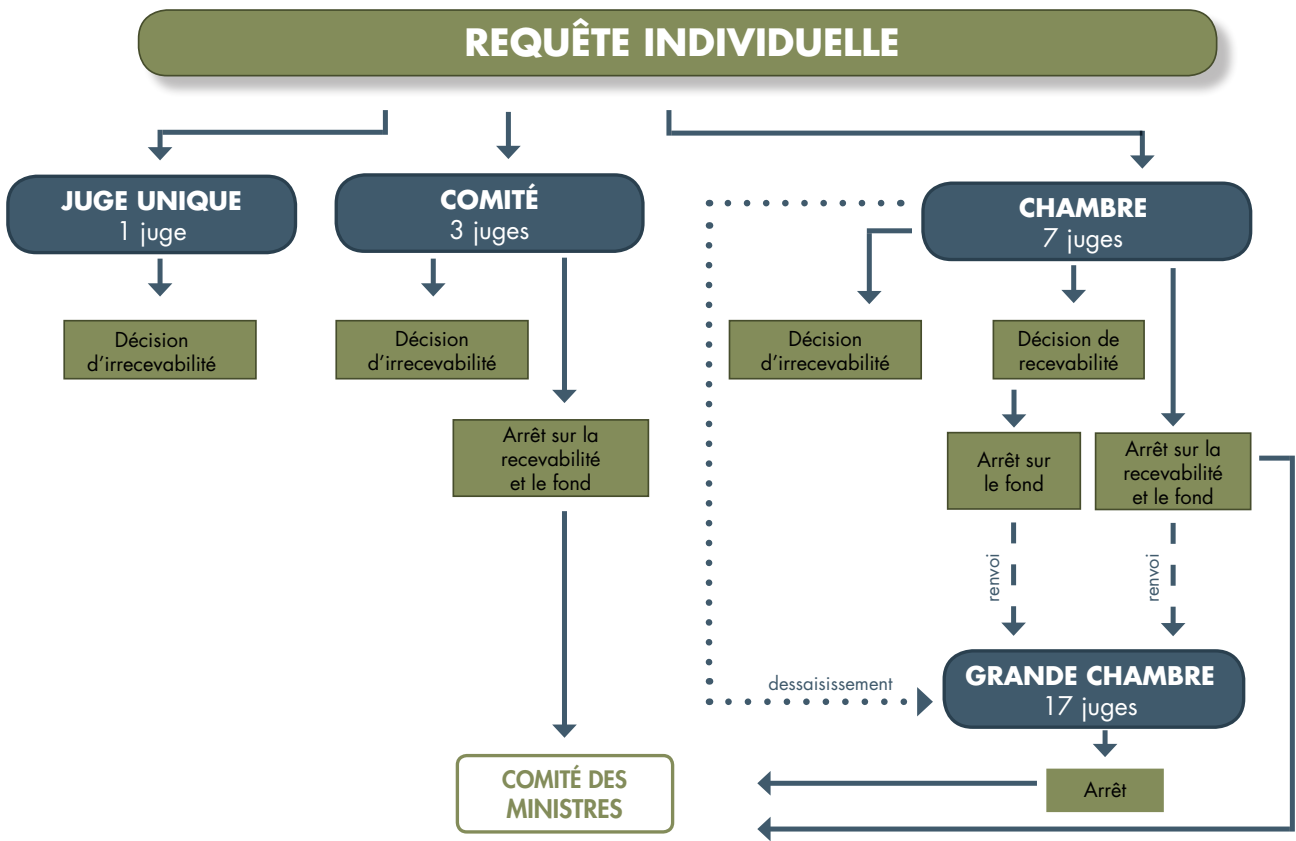 REQUÊTE INDIVIDUELLE
JUGE UNIQUE
1 juge
COMITÉ
3 juges
CHAMBRE
7 juges
Décision
d'irrecevabilité
Décision
d'irrecevabilité
Décision
d'irrecevabilité
Décision de
recevabilité
Arrêt sur la
recevabilité
et le fond
Arrêt sur
le fond
Arrêt sur la
recevabilité
et le fond
renvoi
renvoi
dessaisissement
GRANDE CHAMBRE
17 juges
COMITÉ DES
MINISTRES
Arrêt